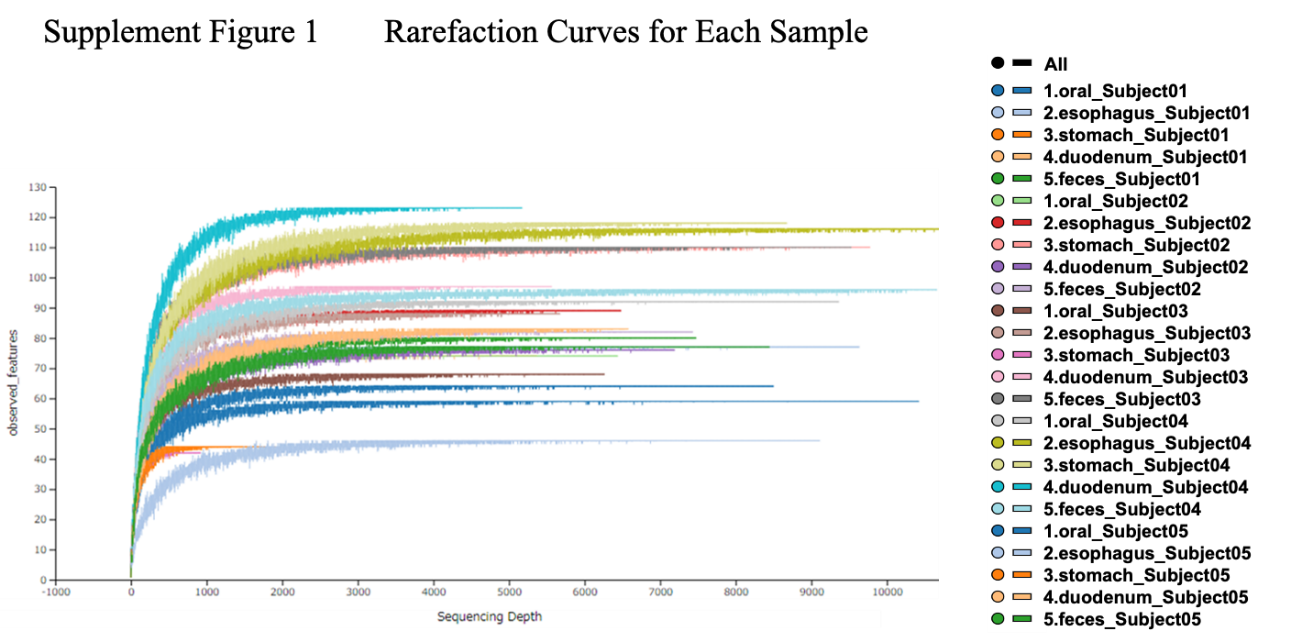 Supplement Figure 1 Rarefaction Curves for Each Sample
All
1.oral_Subject01
2.esophagus_Subject01
3.stomach_Subject01
4.duodenum_Subject01
5.feces_Subject01
1.oral_Subject02
2.esophagus_Subject02
3.stomach_Subject02
4.duodenum_Subject02
5.feces_Subject02
1.oral_Subject03
2.esophagus_Subject03
3.stomach_Subject03
4.duodenum_Subject03
5.feces_Subject03
1.oral_Subject04
2.esophagus_Subject04
3.stomach_Subject04
4.duodenum_Subject04
5.feces_Subject04
1.oral_Subject05
2.esophagus_Subject05
3.stomach_Subject05
4.duodenum_Subject05
5.feces_Subject05
observed_features
130
120
110
100
90
80
70
60
50
40
30
20
10
0
-1000 0 1000 2000 3000 4000 5000 6000 7000 8000 9000 10000
Sequencing Depth